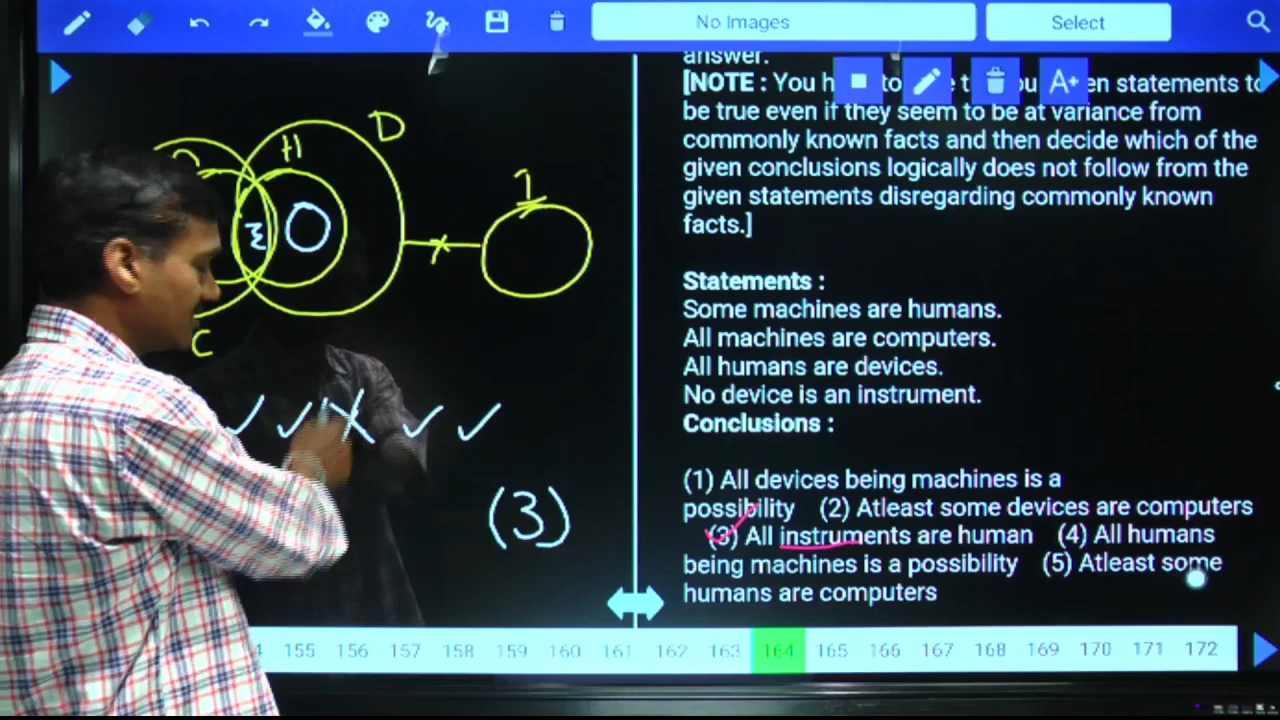 No Images
Select
answer.
[NOTE : You h to en statements to
be true even if they seem to be at variance from
commonly known facts and then decide which of the
given conclusions logically does not follow from the
given statements disregarding commonly known
facts.]
A+
Statements :
Some machines are humans.
All machines are computers.
All humans are devices.
No device is an instrument.
Conclusions :
(1) All devices being machines is a
possibility (2) Atleast some devices are computers
(3) All instruments are human (4) All humans
being machines is a possibility (5) Atleast some
humans are computers
H
D
C
(3)
155 156 157 158 159 160 161 162 163 164 165 166 167 168 169 170 171 172